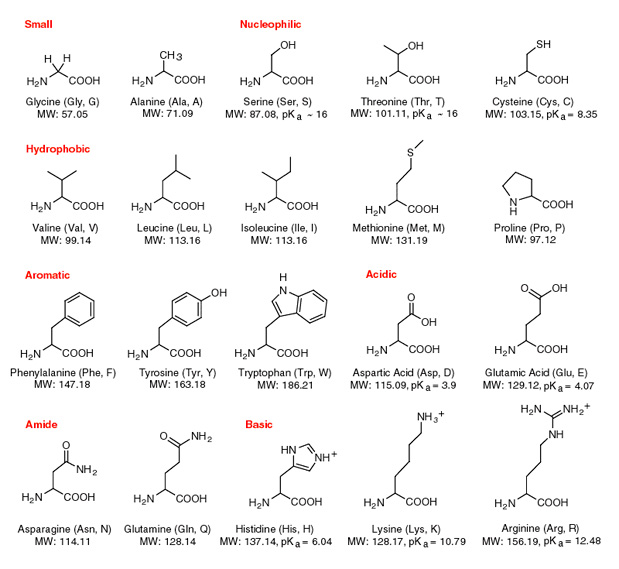 Small
Nucleophilic
H H
H₂N COOH
Glycine (Gly, G)
MW: 57.05
CH₃
H₂N COOH
Alanine (Ala, A)
MW: 71.09
OH
H₂N COOH
Serine (Ser, S)
MW: 87.08, pKₐ ~ 16
OH
H₂N COOH
Threonine (Thr, T)
MW: 101.11, pKₐ ~ 16
SH
H₂N COOH
Cysteine (Cys, C)
MW: 103.15, pKₐ = 8.35
Hydrophobic
H₂N COOH
Valine (Val, V)
MW: 99.14
H₂N COOH
Leucine (Leu, L)
MW: 113.16
H₂N COOH
Isoleucine (Ile, I)
MW: 113.16
S
H₂N COOH
Methionine (Met, M)
MW: 131.19
N COOH
H
Proline (Pro, P)
MW: 97.12
Aromatic
Acidic
H₂N COOH
Phenylalanine (Phe, F)
MW: 147.18
OH
H₂N COOH
Tyrosine (Tyr, Y)
MW: 163.18
H
N
H₂N COOH
Tryptophan (Trp, W)
MW: 186.21
O
OH
H₂N COOH
Aspartic Acid (Asp, D)
MW: 115.09, pKₐ = 3.9
O OH
H₂N COOH
Glutamic Acid (Glu, E)
MW: 129.12, pKₐ = 4.07
Amide
Basic
O
NH₂
H₂N COOH
Asparagine (Asn, N)
MW: 114.11
O NH₂
H₂N COOH
Glutamine (Gln, Q)
MW: 128.14
HN NH⁺
H₂N COOH
Histidine (His, H)
MW: 137.14, pKₐ = 6.04
NH₃⁺
H₂N COOH
Lysine (Lys, K)
MW: 128.17, pKₐ = 10.79
H₂N NH₂⁺
NH
H₂N COOH
Arginine (Arg, R)
MW: 156.19, pKₐ = 12.48